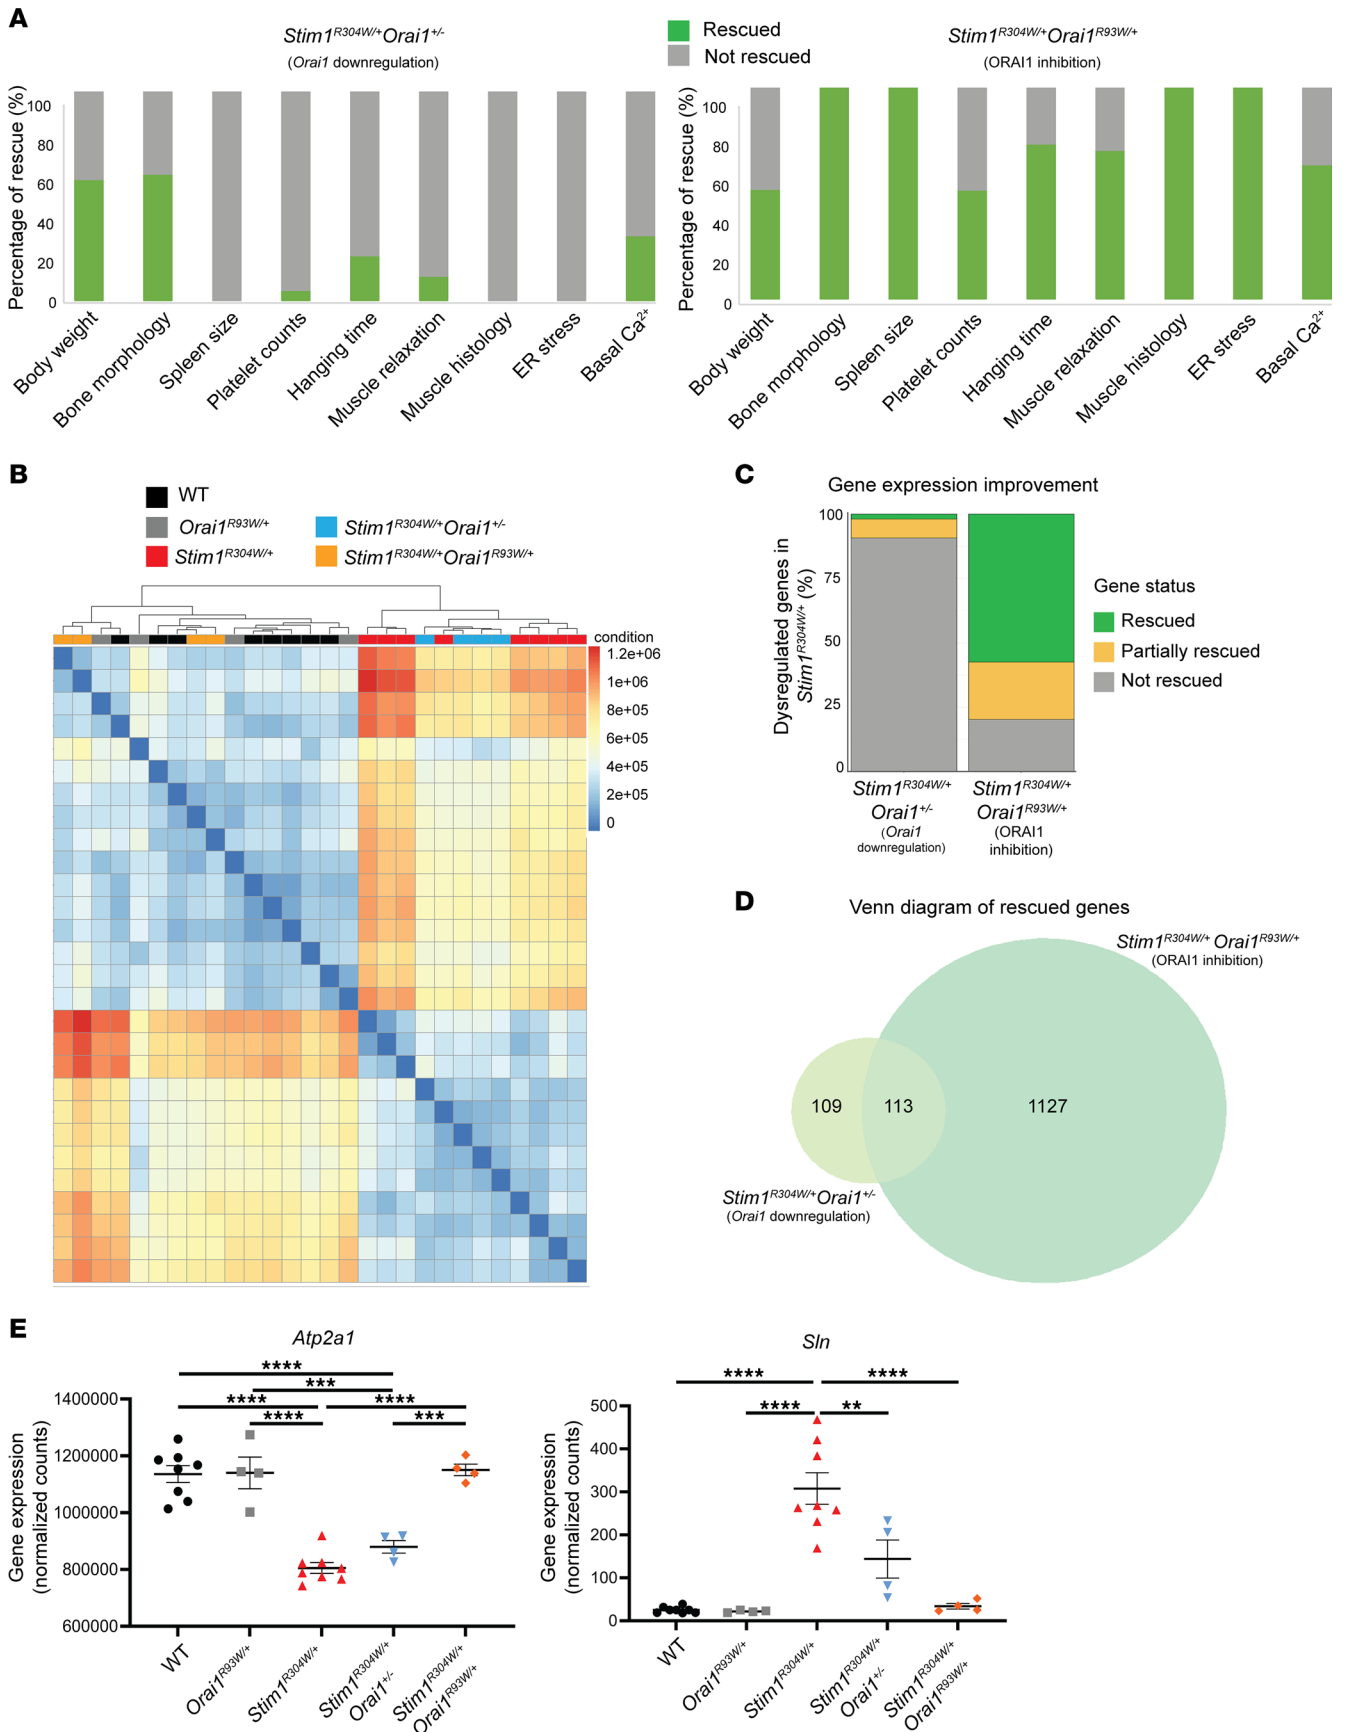 A
Stim1R304W/+Orai1+/-
(Orai1 downregulation)
Rescued
Not rescued
Stim1R304W/+Orai1R93W/+
(ORAI1 inhibition)
Percentage of rescue (%)
100
80
60
40
20
0
Body weight
Bone morphology
Spleen size
Platelet counts
Hanging time
Muscle relaxation
Muscle histology
ER stress
Basal Ca2+
Percentage of rescue (%)
100
80
60
40
20
0
Body weight
Bone morphology
Spleen size
Platelet counts
Hanging time
Muscle relaxation
Muscle histology
ER stress
Basal Ca2+
B
WT
Orai1R93W/+
Stim1R304W/+
Stim1R304W/+Orai1+/-
Stim1R304W/+Orai1R93W/+
condition
1.2e+06
1e+06
8e+05
6e+05
4e+05
2e+05
0
C
Gene expression improvement
Dysregulated genes in
Stim1R304W/+ (%)
100
75
50
25
0
Gene status
Rescued
Partially rescued
Not rescued
Stim1R304W/+
Orai1+/-
(Orai1
downregulation)
Stim1R304W/+
Orai1R93W/+
(ORAI1
inhibition)
D
Venn diagram of rescued genes
Stim1R304W/+ Orai1R93W/+
(ORAI1 inhibition)
109
113
1127
Stim1R304W/+Orai1+/-
(Orai1 downregulation)
E
Atp2a1
****
***
**** ****
**** ***
Gene expression
(normalized counts)
1400000
1200000
1000000
800000
600000
WT
Orai1R93W/+
Stim1R304W/+
Stim1R304W/+
Orai1+/-
Stim1R304W/+
Orai1R93W/+
Sln
**** ****
**** **
Gene expression
(normalized counts)
500
400
300
200
100
0
WT
Orai1R93W/+
Stim1R304W/+
Stim1R304W/+
Orai1+/-
Stim1R304W/+
Orai1R93W/+